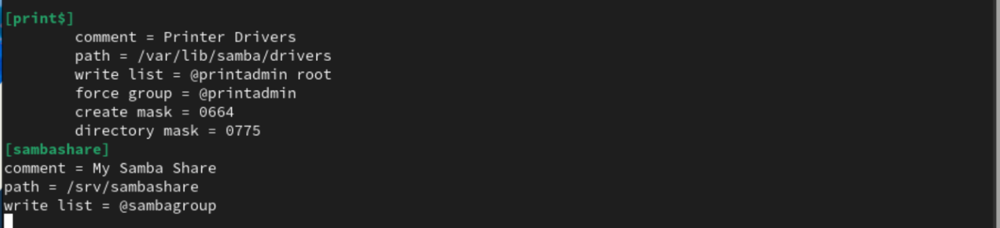 [print$]
comment = Printer Drivers
path = /var/lib/samba/drivers
write list = @printadmin root
force group = @printadmin
create mask = 0664
directory mask = 0775
[sambashare]
comment = My Samba Share
path = /srv/sambashare
write list = @sambagroup